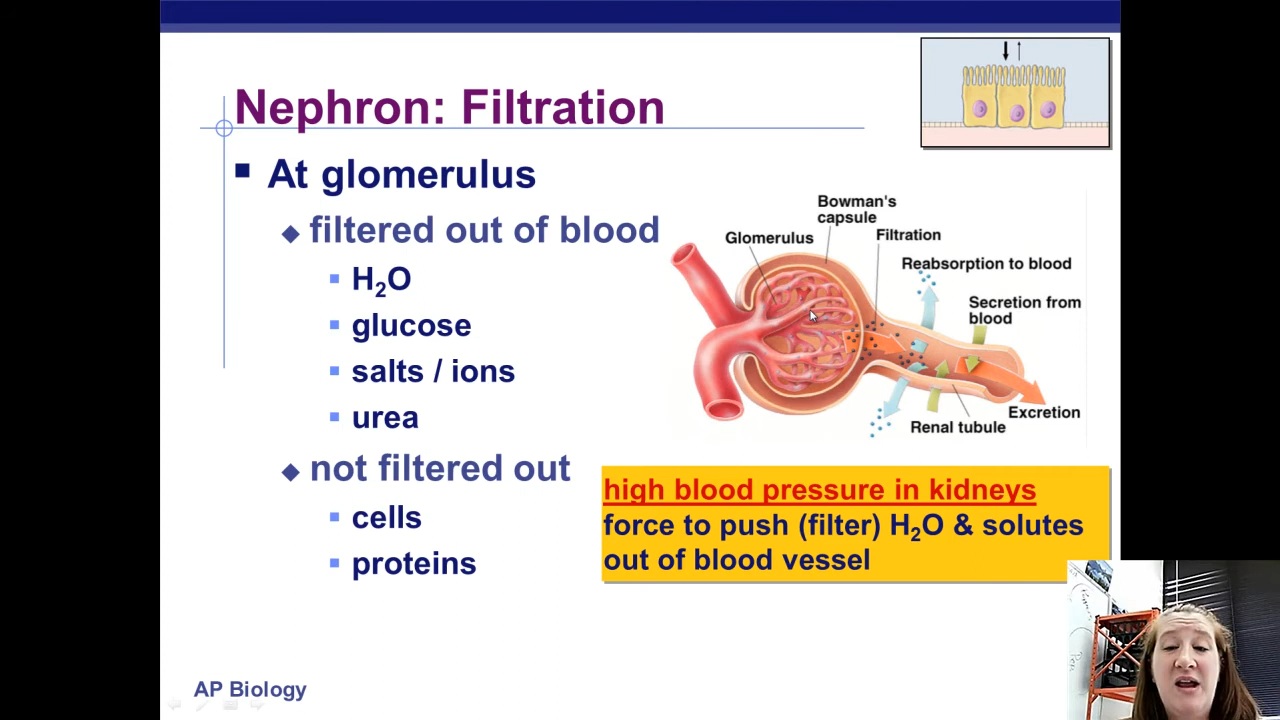 Nephron: Filtration
At glomerulus
filtered out of blood
H₂O
glucose
salts / ions
urea
not filtered out
cells
proteins
Bowman's
capsule
Glomerulus
Filtration
Reabsorption to blood
Secretion from
blood
Excretion
Renal tubule
high blood pressure in kidneys
force to push (filter) H₂O & solutes
out of blood vessel
AP Biology